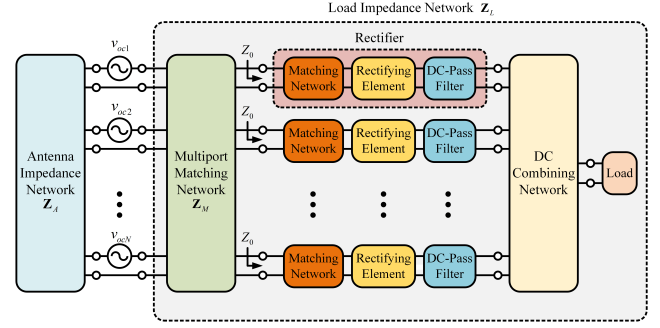 Load Impedance Network Z_L
Rectifier
v_oc1
Z_0
Matching Network
Rectifying Element
DC-Pass Filter
v_oc2
Z_0
Matching Network
Rectifying Element
DC-Pass Filter
Antenna Impedance Network Z_A
Multiport Matching Network Z_M
DC Combining Network
Load
v_ocN
Z_0
Matching Network
Rectifying Element
DC-Pass Filter